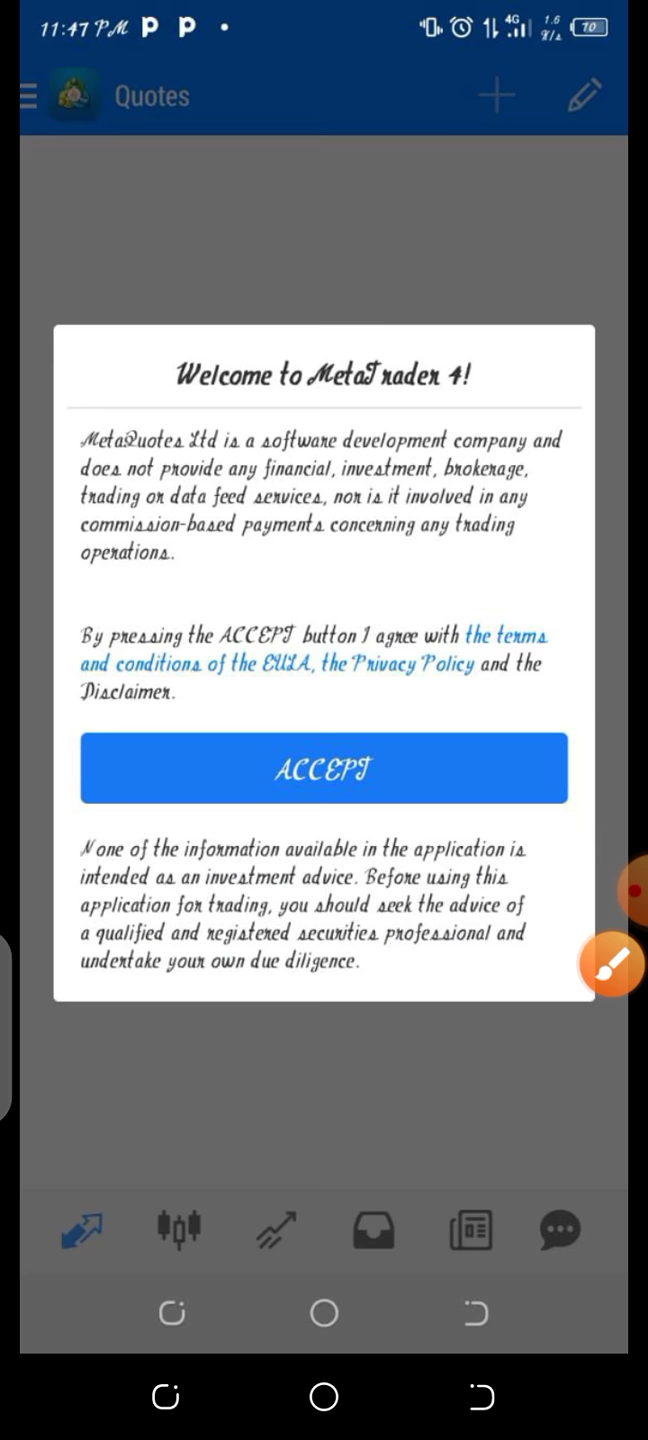 11:47 PM
4G
1.6
K/s
70
Quotes
Welcome to MetaTrader 4!
MetaQuotes Ltd is a software development company and
does not provide any financial, investment, brokerage,
trading or data feed services, nor is it involved in any
commission-based payments concerning any trading
operations.
By pressing the ACCEPT button I agree with the terms
and conditions of the EULA, the Privacy Policy and the
Disclaimer.
ACCEPT
None of the information available in the application is
intended as an investment advice. Before using this
application for trading, you should seek the advice of
a qualified and registered securities professional and
undertake your own due diligence.